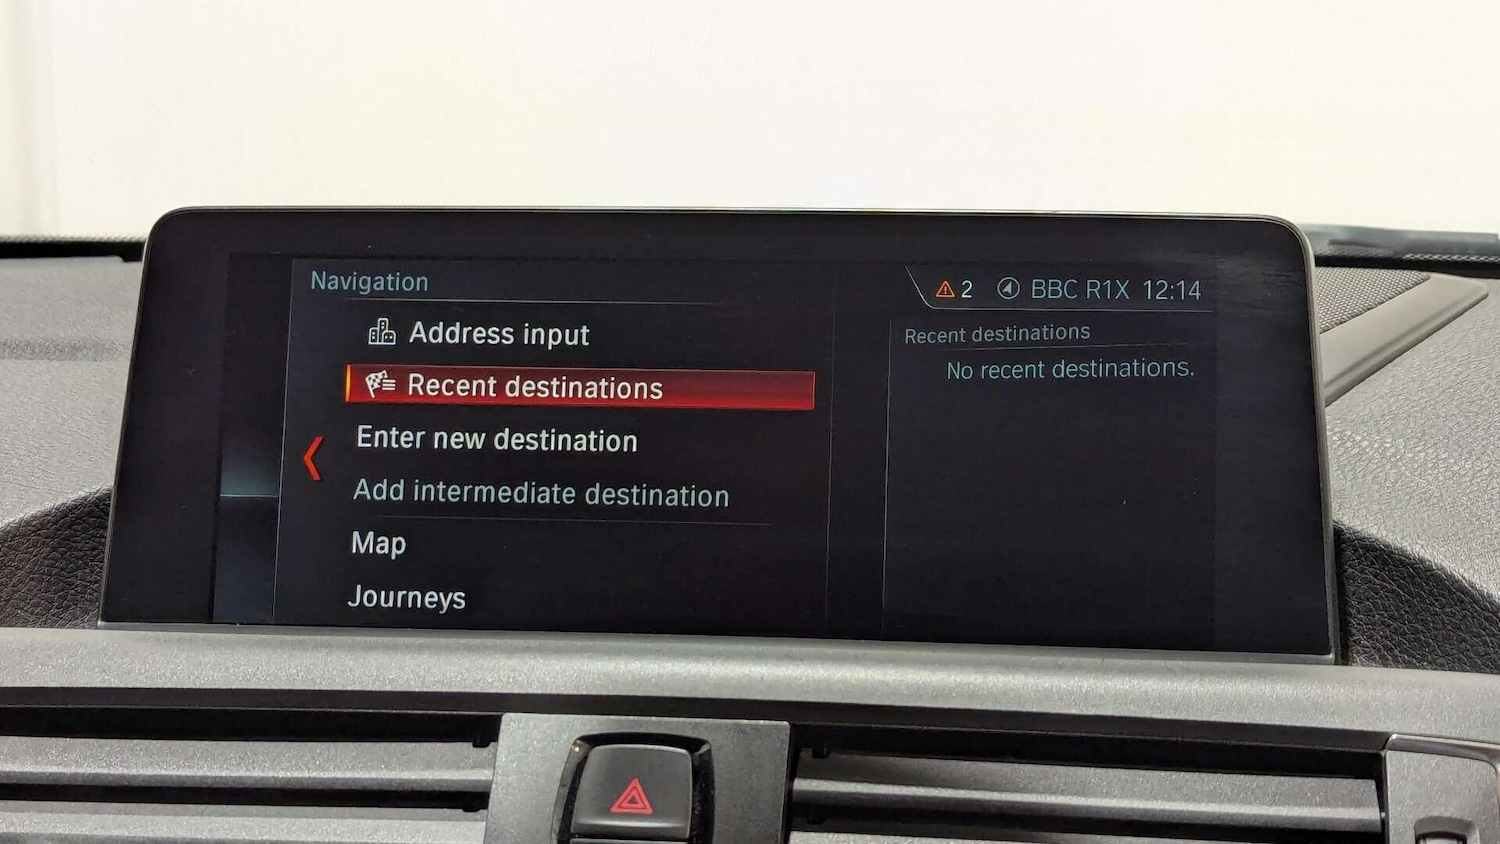 Navigation
2 BBC R1X 12:14
Address input
Recent destinations
Enter new destination
Add intermediate destination
Map
Journeys
Recent destinations
No recent destinations.